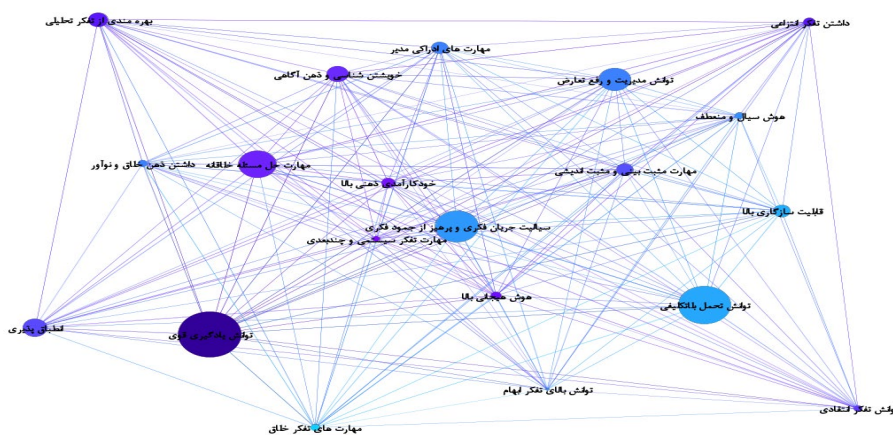 بهره مندی از تفکر تحلیلی
داشتن تفکر انتزاعی
مهارت های ادراکی مدیر
خویشتن شناسی و ذهن آگاهی
توانش مدیریت و رفع تعارض
هوش سیال و منعطف
داشتن ذهن خلاق و نوآور
مهارت حل مسئله خلاقانه
مهارت مثبت بینی و مثبت اندیشی
خودکارآمدی ذهنی بالا
قابلیت سازگاری بالا
سیالیت جریان فکری و پرهیز از جمود فکری
مهارت تفکر سیستمی و چندبعدی
هوش هیجانی بالا
توانش تحمل بلاتکلیفی
انطباق پذیری
توانش یادگیری قوی
توانش بالای تفکر ابهام
توانش تفکر انتقادی
مهارت های تفکر خلاق